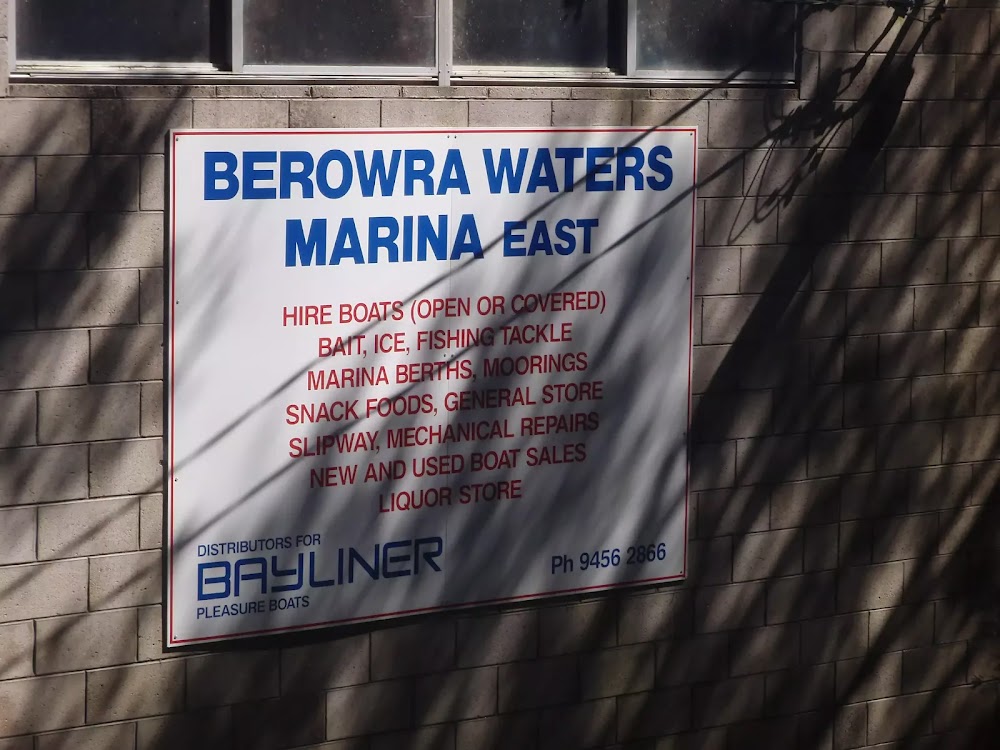 BEROWRA WATERS
MARINA EAST
HIRE BOATS (OPEN OR COVERED)
BAIT, ICE, FISHING TACKLE
MARINA BERTHS, MOORINGS
SNACK FOODS, GENERAL STORE
SLIPWAY, MECHANICAL REPAIRS
NEW AND USED BOAT SALES
LIQUOR STORE
DISTRIBUTORS FOR
BAYLINER
PLEASURE BOATS
Ph 9456 2866